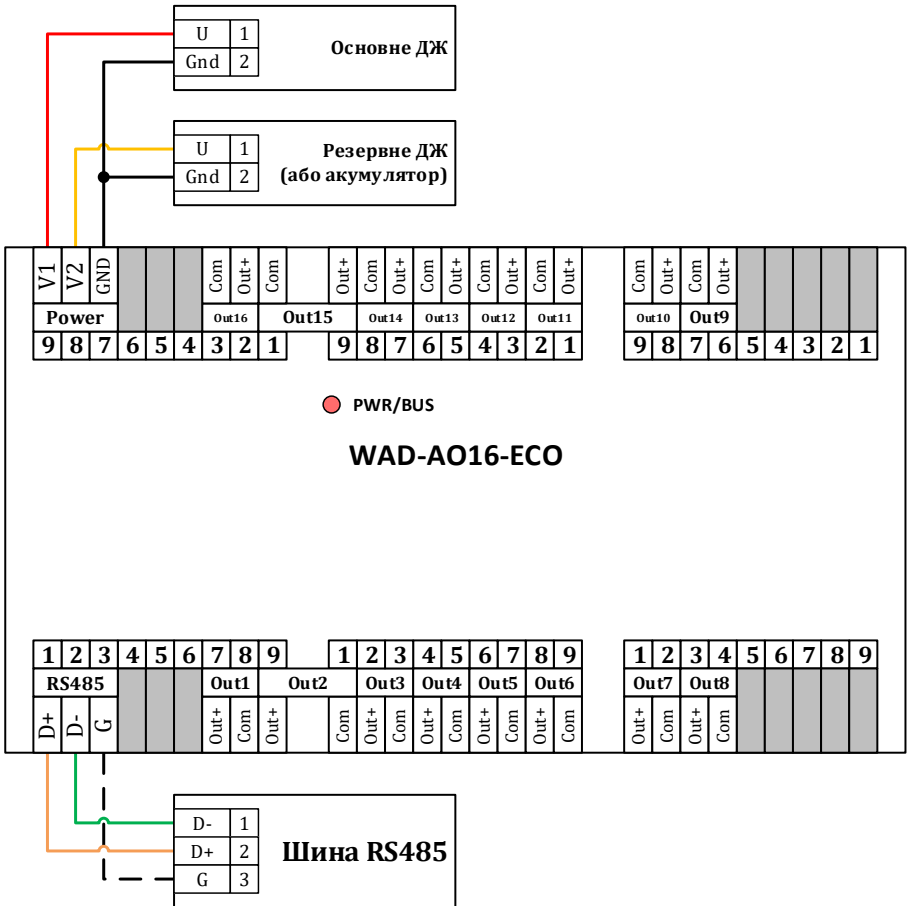 U 1
Gnd 2
Основне ДЖ
U 1
Gnd 2
Резервне ДЖ
(або акумулятор)
V1 V2 GND Com Out+ Com Out+ Com Out+ Com Out+ Com Out+ Com Out+ Com Out+ Com Out+
Power Out16 Out15 Out14 Out13 Out12 Out11 Out10 Out9
9 8 7 6 5 4 3 2 1 9 8 7 6 5 4 3 2 1 9 8 7 6 5 4 3 2 1
PWR/BUS
WAD-AO16-ECO
1 2 3 4 5 6 7 8 9 1 2 3 4 5 6 7 8 9 1 2 3 4 5 6 7 8 9
RS485 Out1 Out2 Out3 Out4 Out5 Out6 Out7 Out8
D+ D- G Out+ Com Out+ Com Out+ Com Out+ Com Out+ Com Out+ Com Out+ Com Out+ Com
D- 1
D+ 2
G 3
Шина RS485